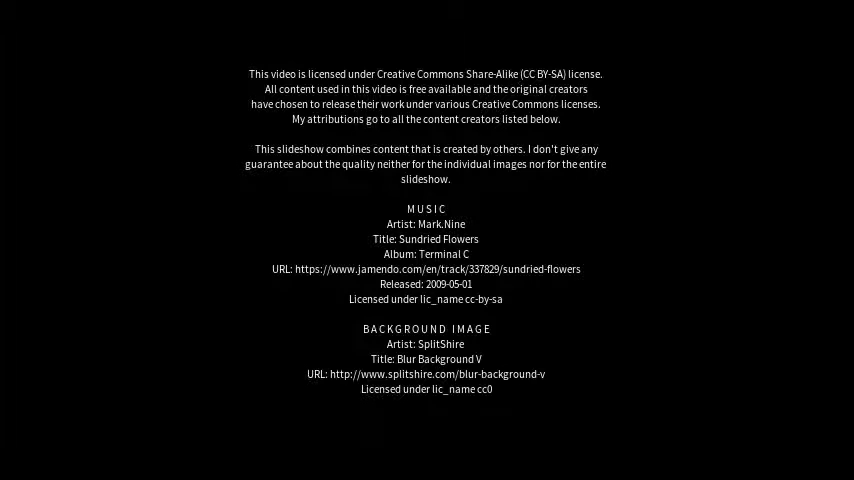 This video is licensed under Creative Commons Share-Alike (CC BY-SA) license.
All content used in this video is free available and the original creators
have chosen to release their work under various Creative Commons licenses.
My attributions go to all the content creators listed below.
This slideshow combines content that is created by others. I don't give any
guarantee about the quality neither for the individual images nor for the entire
slideshow.
MUSIC
Artist: Mark.Nine
Title: Sundried Flowers
Album: Terminal C
URL: https://www.jamendo.com/en/track/337829/sundried-flowers
Released: 2009-05-01
Licensed under lic_name cc-by-sa
BACKGROUND IMAGE
Artist: SplitShire
Title: Blur Background V
URL: http://www.splitshire.com/blur-background-v
Licensed under lic_name cc0